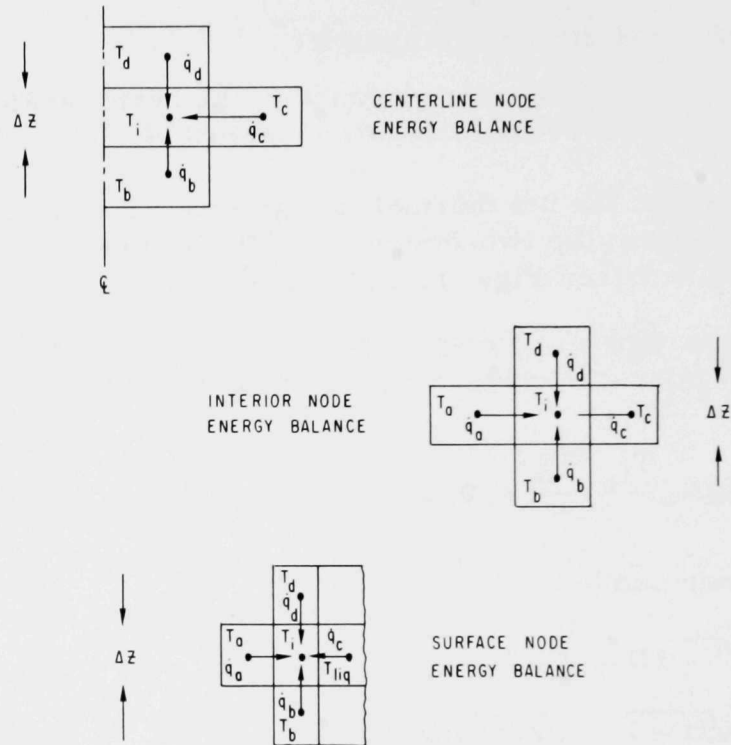 T_d q̇_d
ΔZ T_i T_c
q̇_c
T_b q̇_b
℄
CENTERLINE NODE
ENERGY BALANCE
INTERIOR NODE
ENERGY BALANCE
T_d q̇_d
T_a T_i T_c
q̇_a q̇_c
T_b q̇_b
ΔZ
ΔZ
T_d
q̇_d
T_a T_i q̇_c
q̇_a T_liq
q̇_b
T_b
SURFACE NODE
ENERGY BALANCE